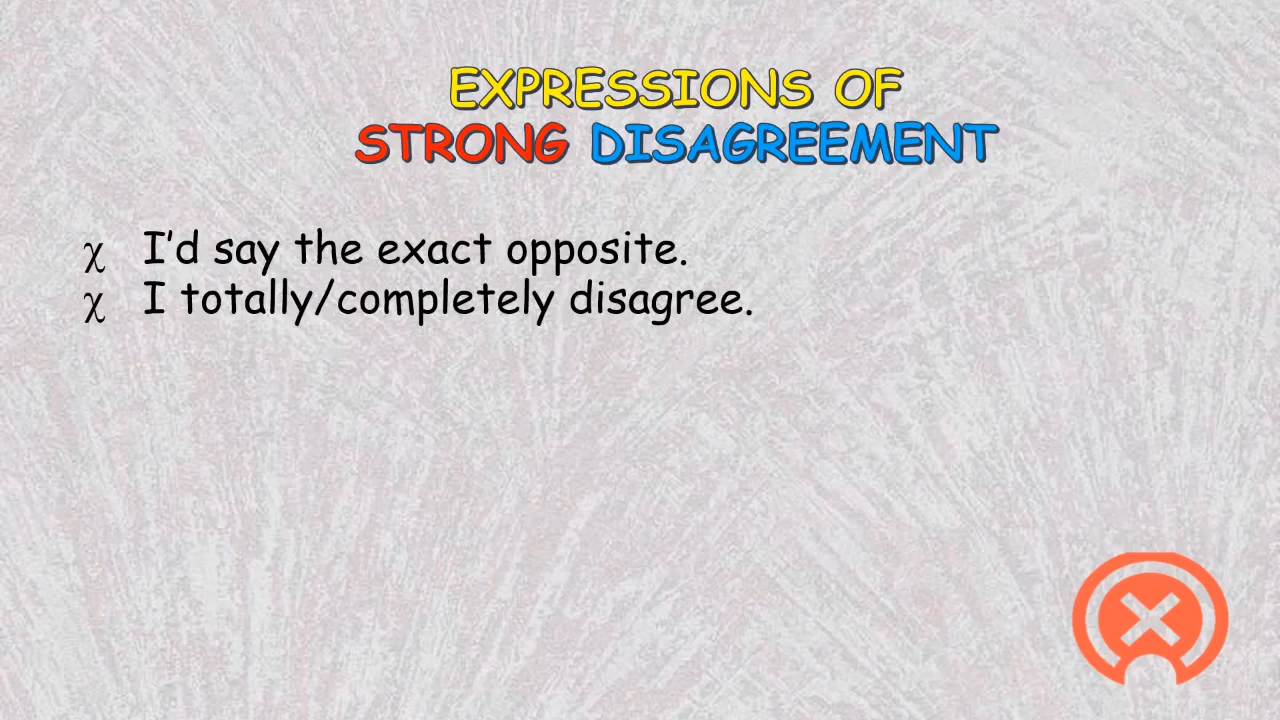 EXPRESSIONS OF
STRONG DISAGREEMENT
χ I’d say the exact opposite.
χ I totally/completely disagree.